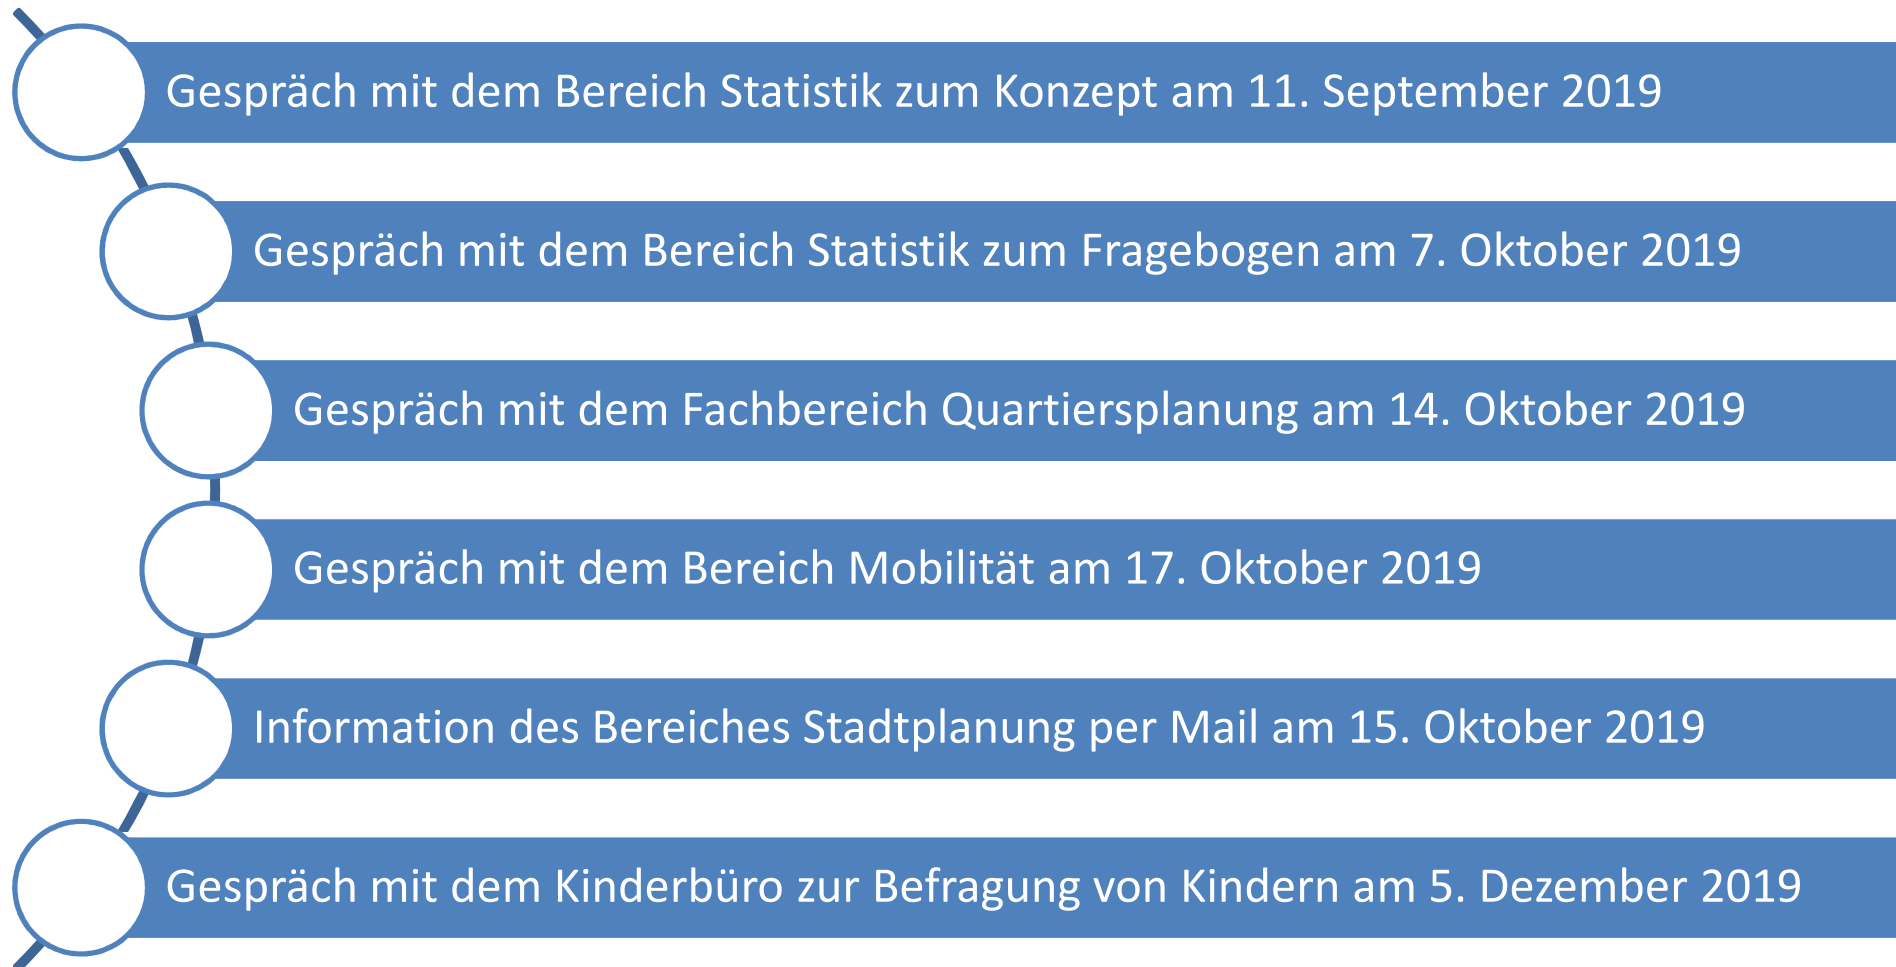 Gespräch mit dem Bereich Statistik zum Konzept am 11. September 2019
Gespräch mit dem Bereich Statistik zum Fragebogen am 7. Oktober 2019
Gespräch mit dem Fachbereich Quartiersplanung am 14. Oktober 2019
Gespräch mit dem Bereich Mobilität am 17. Oktober 2019
Information des Bereiches Stadtplanung per Mail am 15. Oktober 2019
Gespräch mit dem Kinderbüro zur Befragung von Kindern am 5. Dezember 2019